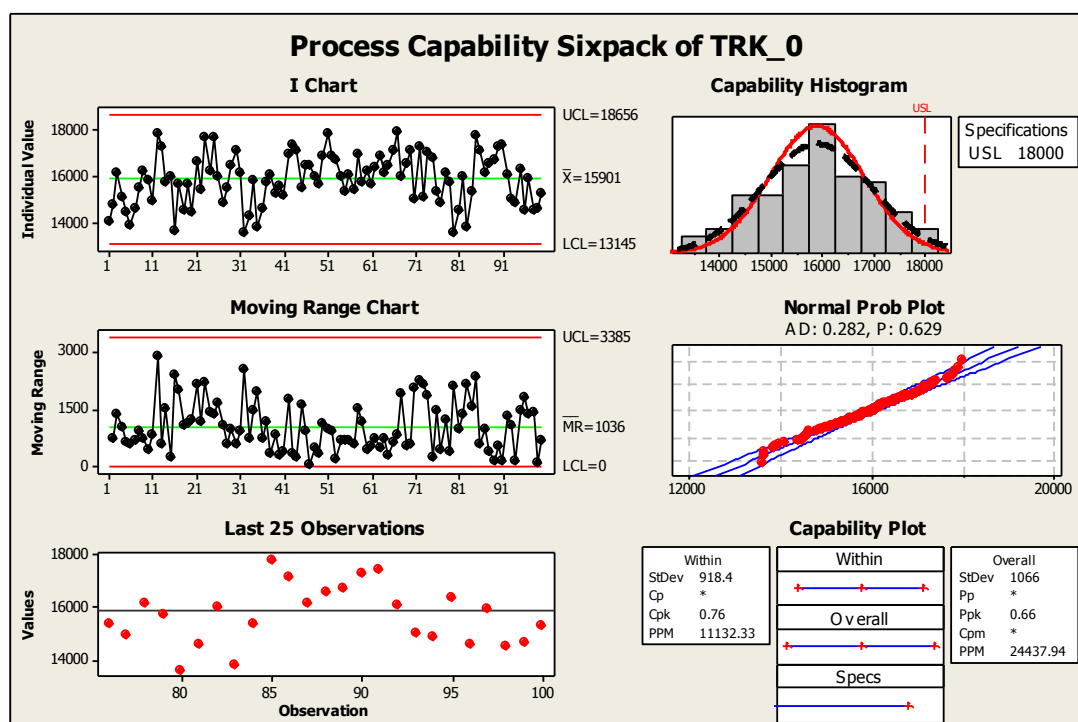 Process Capability Sixpack of TRK_0
I Chart
Individual Value
18000
16000
14000
1 11 21 31 41 51 61 71 81 91
UCL=18656
X=15901
LCL=13145
Capability Histogram
USL
14000 15000 16000 17000 18000
Specifications
USL 18000
Moving Range Chart
Moving Range
3000
1500
0
1 11 21 31 41 51 61 71 81 91
UCL=3385
MR=1036
LCL=0
Normal Prob Plot
AD: 0.282, P: 0.629
12000 16000 20000
Last 25 Observations
Values
18000
16000
14000
80 85 90 95 100
Observation
Capability Plot
Within
StDev 918.4
Cp *
Cpk 0.76
PPM 11132.33
Within
Overall
Specs
Overall
StDev 1066
Pp *
Ppk 0.66
Cpm *
PPM 24437.94